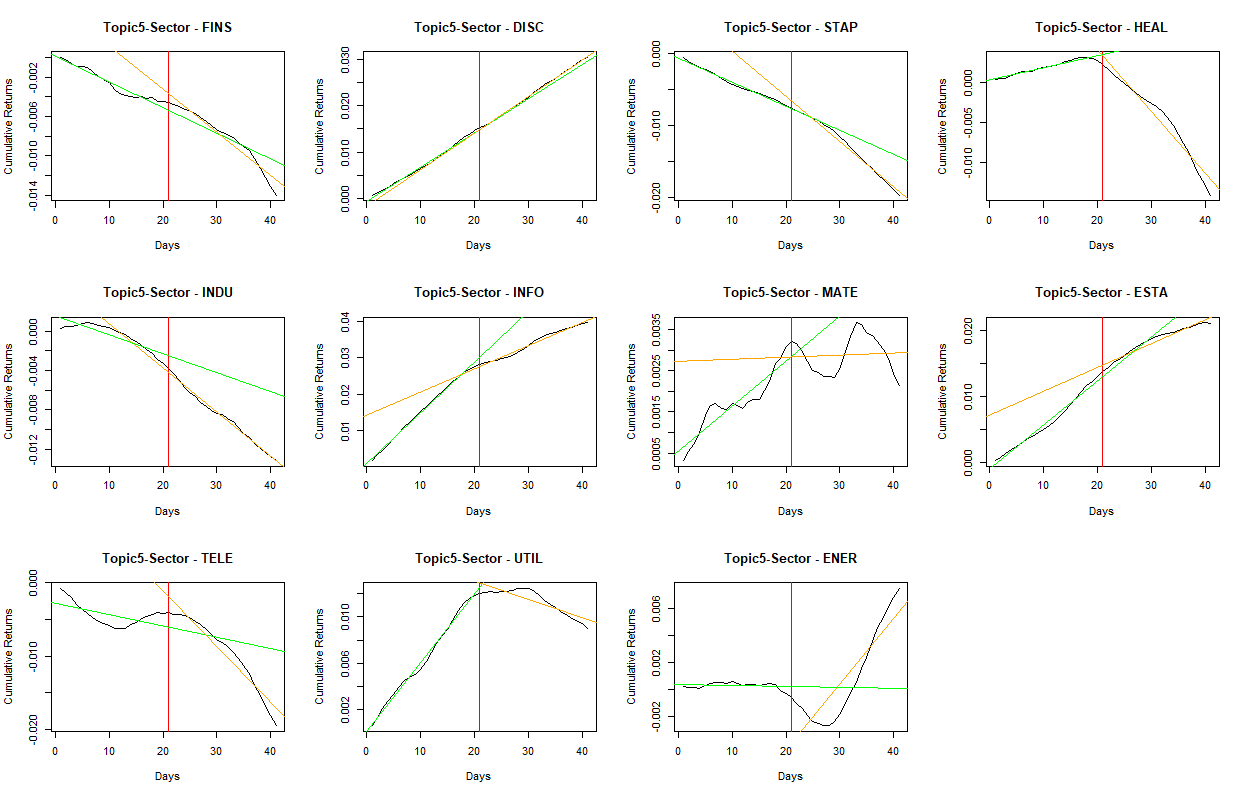 Topic5-Sector - FINS
Cumulative Returns
-0.002
-0.006
-0.010
-0.014
0 10 20 30 40
Days
Topic5-Sector - DISC
Cumulative Returns
0.030
0.020
0.010
0.000
0 10 20 30 40
Days
Topic5-Sector - STAP
Cumulative Returns
0.000
-0.010
-0.020
0 10 20 30 40
Days
Topic5-Sector - HEAL
Cumulative Returns
0.000
-0.005
-0.010
0 10 20 30 40
Days
Topic5-Sector - INDU
Cumulative Returns
0.000
-0.004
-0.008
-0.012
0 10 20 30 40
Days
Topic5-Sector - INFO
Cumulative Returns
0.04
0.03
0.02
0.01
0 10 20 30 40
Days
Topic5-Sector - MATE
Cumulative Returns
0.0035
0.0025
0.0015
0.0005
0 10 20 30 40
Days
Topic5-Sector - ESTA
Cumulative Returns
0.020
0.010
0.000
0 10 20 30 40
Days
Topic5-Sector - TELE
Cumulative Returns
0.000
-0.010
-0.020
0 10 20 30 40
Days
Topic5-Sector - UTIL
Cumulative Returns
0.010
0.006
0.002
0 10 20 30 40
Days
Topic5-Sector - ENER
Cumulative Returns
0.006
0.002
-0.002
0 10 20 30 40
Days